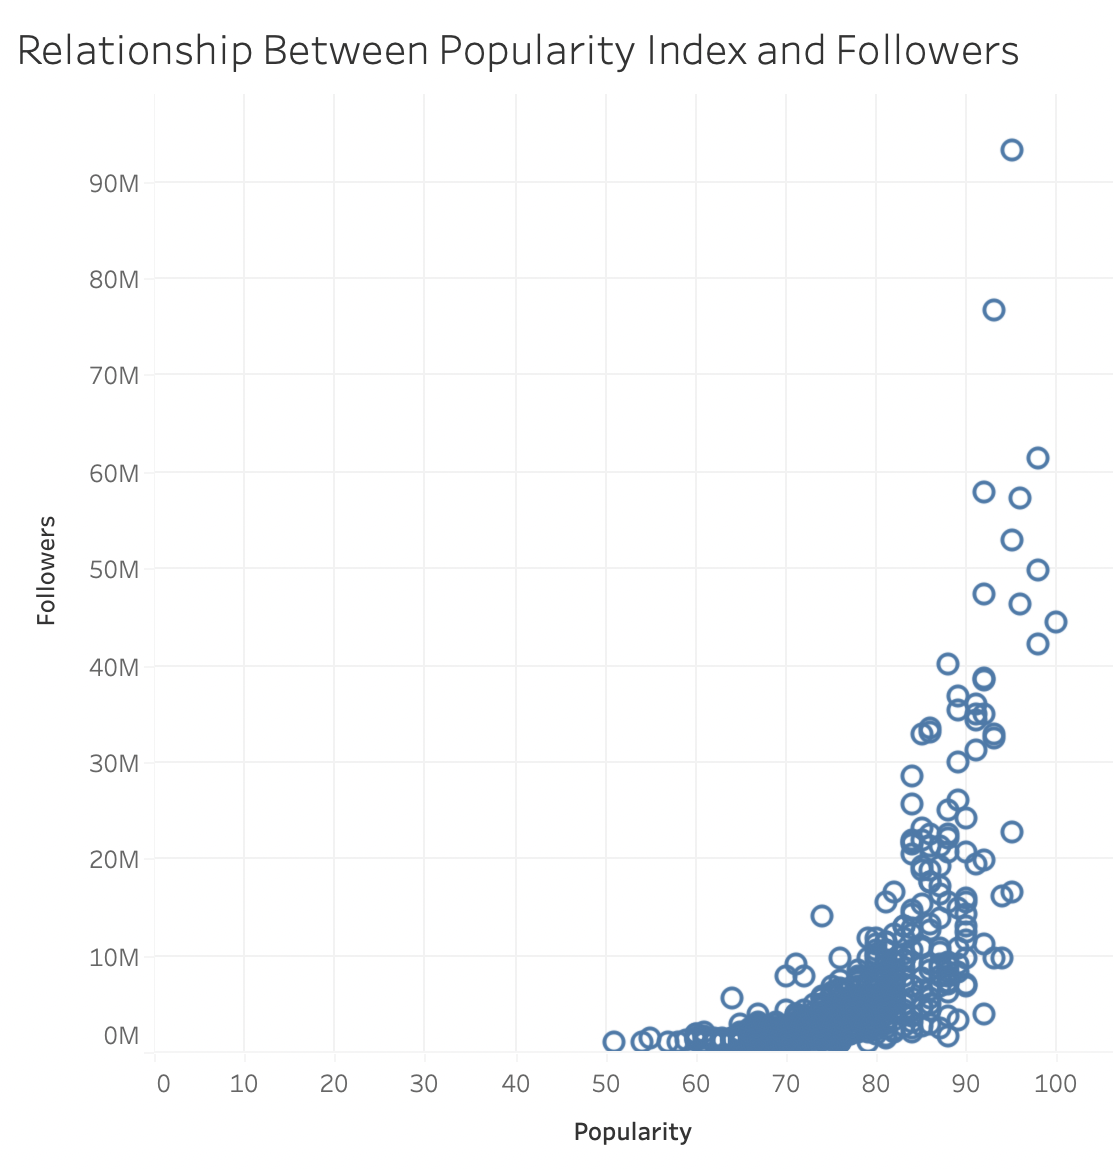 Relationship Between Popularity Index and Followers
90M
80M
70M
60M
50M
40M
30M
20M
10M
0M
Followers
0 10 20 30 40 50 60 70 80 90 100
Popularity